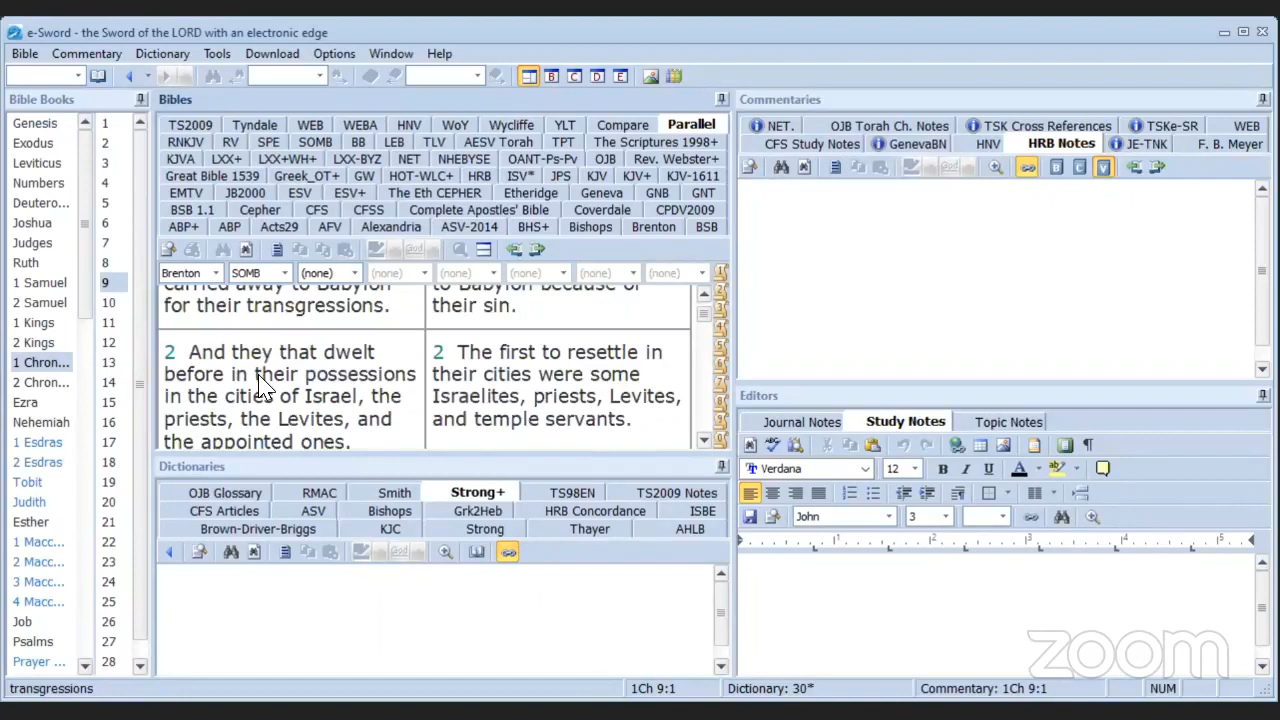 e-Sword - the Sword of the LORD with an electronic edge
Bible Commentary Dictionary Tools Download Options Window Help
B C D E
Bible Books
Genesis 1
Exodus 2
Leviticus 3
Numbers 4
Deutero... 5
Joshua 6
Judges 7
Ruth 8
1 Samuel 9
2 Samuel 10
1 Kings 11
2 Kings 12
1 Chron... 13
2 Chron... 14
Ezra 15
Nehemiah 16
1 Esdras 17
2 Esdras 18
Tobit 19
Judith 20
Esther 21
1 Macc... 22
2 Macc... 23
3 Macc... 24
4 Macc... 25
Job 26
Psalms 27
Prayer ... 28
Bibles
TS2009 Tyndale WEB WEBA HNV WoY Wycliffe YLT Compare Parallel
RNKJV RV SPE SOMB BB LEB TLV AESV Torah TPT The Scriptures 1998+
KJVA LXX+ LXX+WH+ LXX-BYZ NET NHEBYSE OANT-Ps-Pv OJB Rev. Webster+
Great Bible 1539 Greek_OT+ GW HOT-WLC+ HRB ISV* JPS KJV KJV+ KJV-1611
EMTV JB2000 ESV ESV+ The Eth CEPHER Etheridge Geneva GNB GNT
BSB 1.1 Cepher CFS CFSS Complete Apostles' Bible Coverdale CPDV2009
ABP+ ABP Acts29 AFV Alexandria ASV-2014 BHS+ Bishops Brenton BSB
Brenton SOMB (none) (none) (none) (none) (none) (none)
carried away to Babylon
for their transgressions.
to Babylon because of
their sin.
2 And they that dwelt
before in their possessions
in the cities of Israel, the
priests, the Levites, and
the appointed ones.
2 The first to resettle in
their cities were some
Israelites, priests, Levites,
and temple servants.
Dictionaries
OJB Glossary RMAC Smith Strong+ TS98EN TS2009 Notes
CFS Articles ASV Bishops Grk2Heb HRB Concordance ISBE
Brown-Driver-Briggs KJC Strong Thayer AHLB
Commentaries
NET. OJB Torah Ch. Notes TSK Cross References TSKe-SR WEB
CFS Study Notes GenevaBN HNV HRB Notes JE-TNK F. B. Meyer
Editors
Journal Notes Study Notes Topic Notes
Verdana 12 B I U A
John 3
1 2 3 4 5
zoom
transgressions 1Ch 9:1 Dictionary: 30* Commentary: 1Ch 9:1 NUM